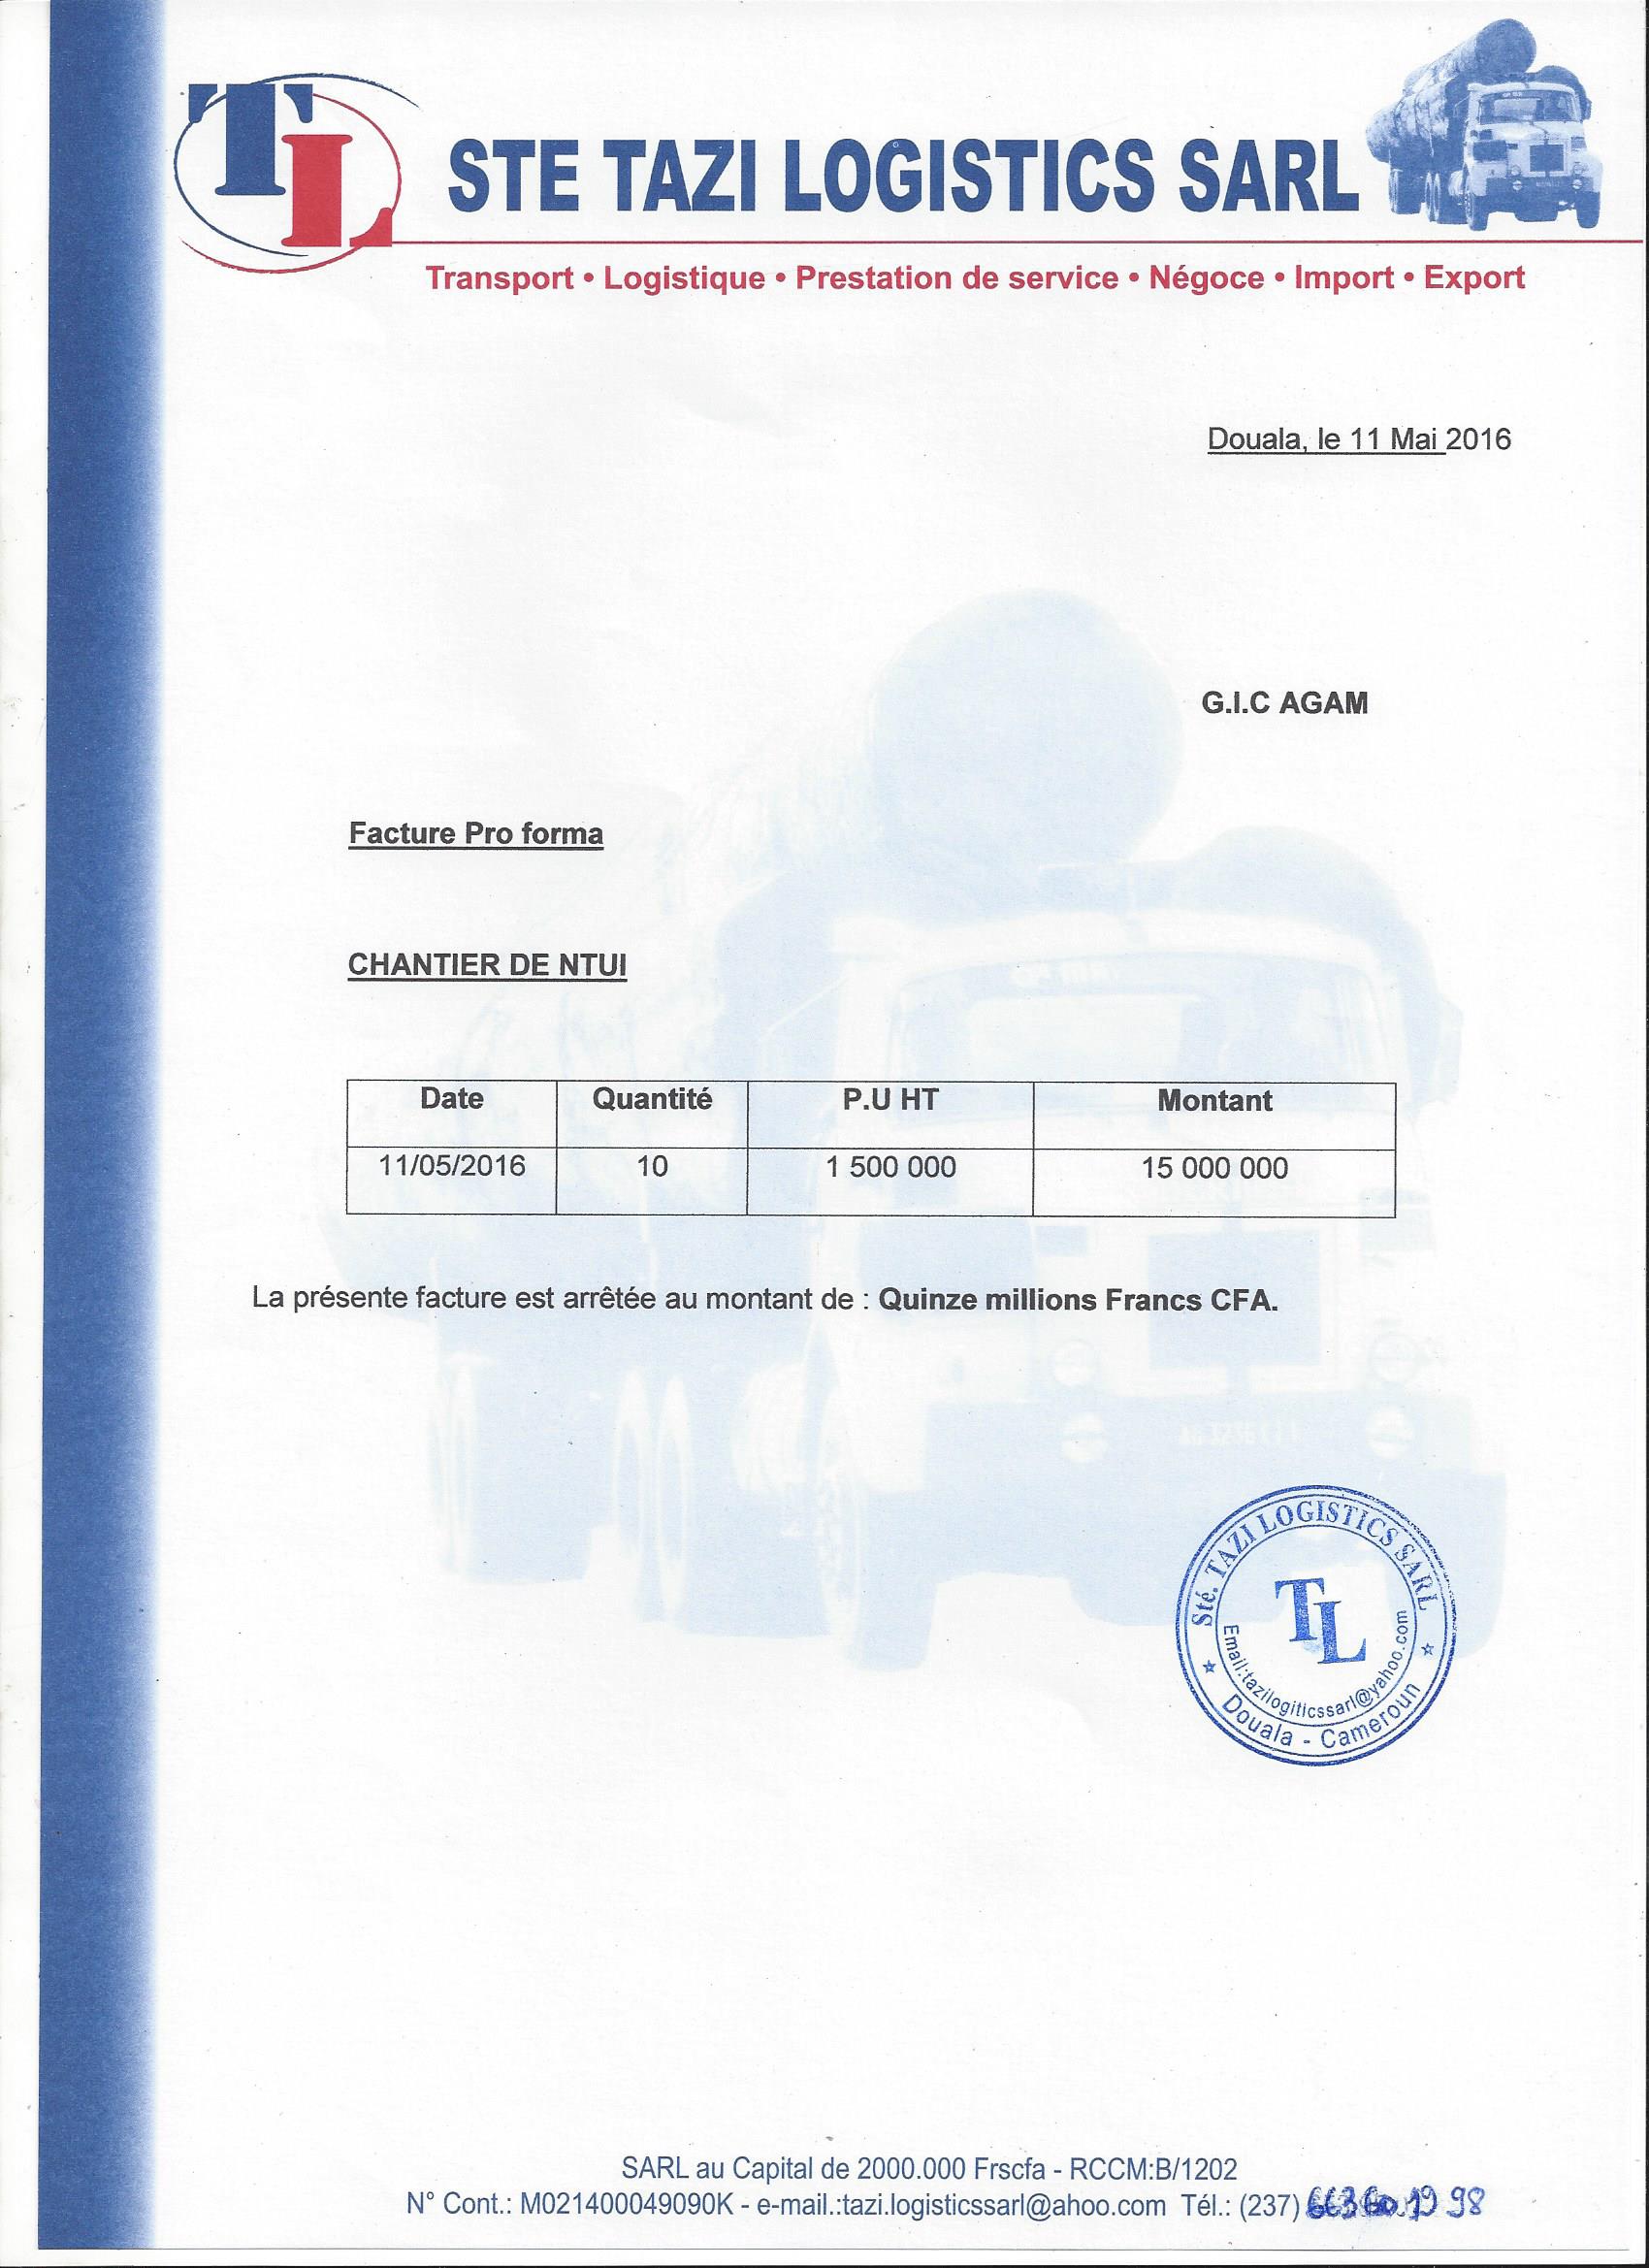 TL
STE TAZI LOGISTICS SARL
Transport • Logistique • Prestation de service • Négoce • Import • Export
Douala, le 11 Mai 2016
G.I.C AGAM
Facture Pro forma
CHANTIER DE NTUI
Date Quantité P.U HT Montant
11/05/2016 10 1 500 000 15 000 000
La présente facture est arrêtée au montant de : Quinze millions Francs CFA.
Sté. TAZI LOGISTICS SARL
TL
Email:tazilogiticssarl@yahoo.com
Douala - Cameroun
SARL au Capital de 2000.000 Frscfa - RCCM:B/1202
N° Cont.: M021400049090K - e-mail.:tazi.logisticssarl@ahoo.com Tél.: (237) 663 60 19 98